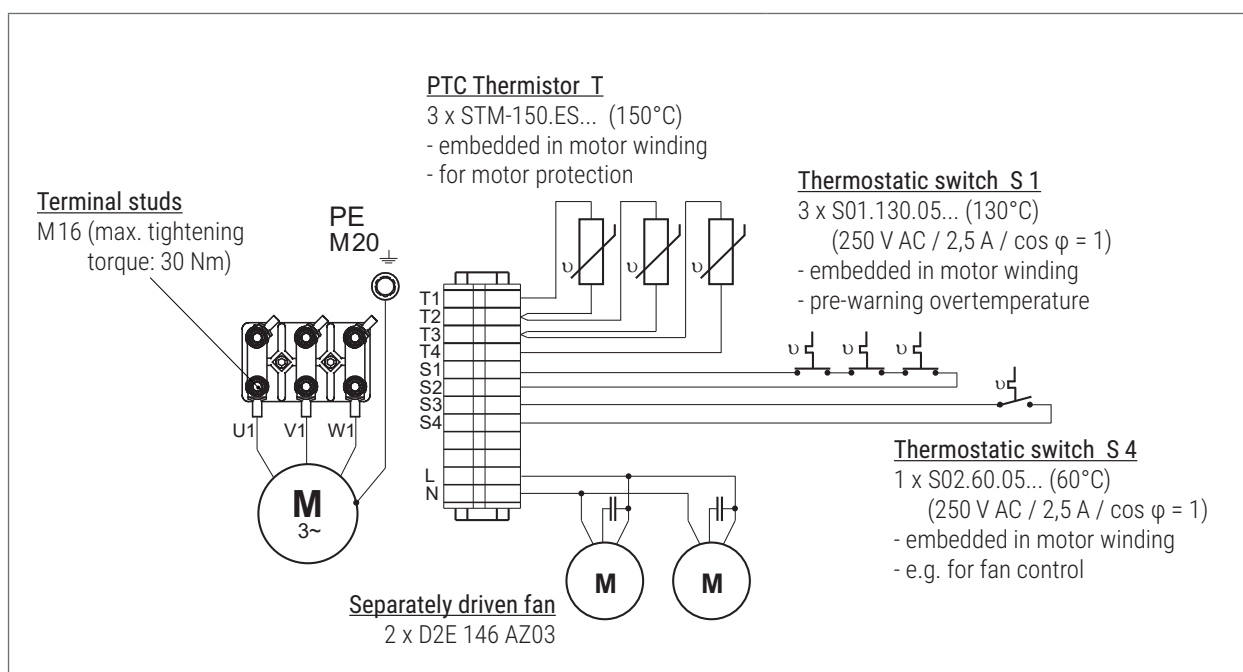 PTC Thermistor T
3 x STM-150.ES... (150°C)
- embedded in motor winding
- for motor protection
Terminal studs
M16 (max. tightening
torque: 30 Nm)
PE
M20
Thermostatic switch S 1
3 x S01.130.05... (130°C)
(250 V AC / 2,5 A / cos φ = 1)
- embedded in motor winding
- pre-warning overtemperature
υ υ υ
T1
T2
T3
T4
S1
S2
S3
S4
L
N
υ υ υ
υ
U1 V1 W1
M
3~
Thermostatic switch S 4
1 x S02.60.05... (60°C)
(250 V AC / 2,5 A / cos φ = 1)
- embedded in motor winding
- e.g. for fan control
M M
Separately driven fan
2 x D2E 146 AZ03